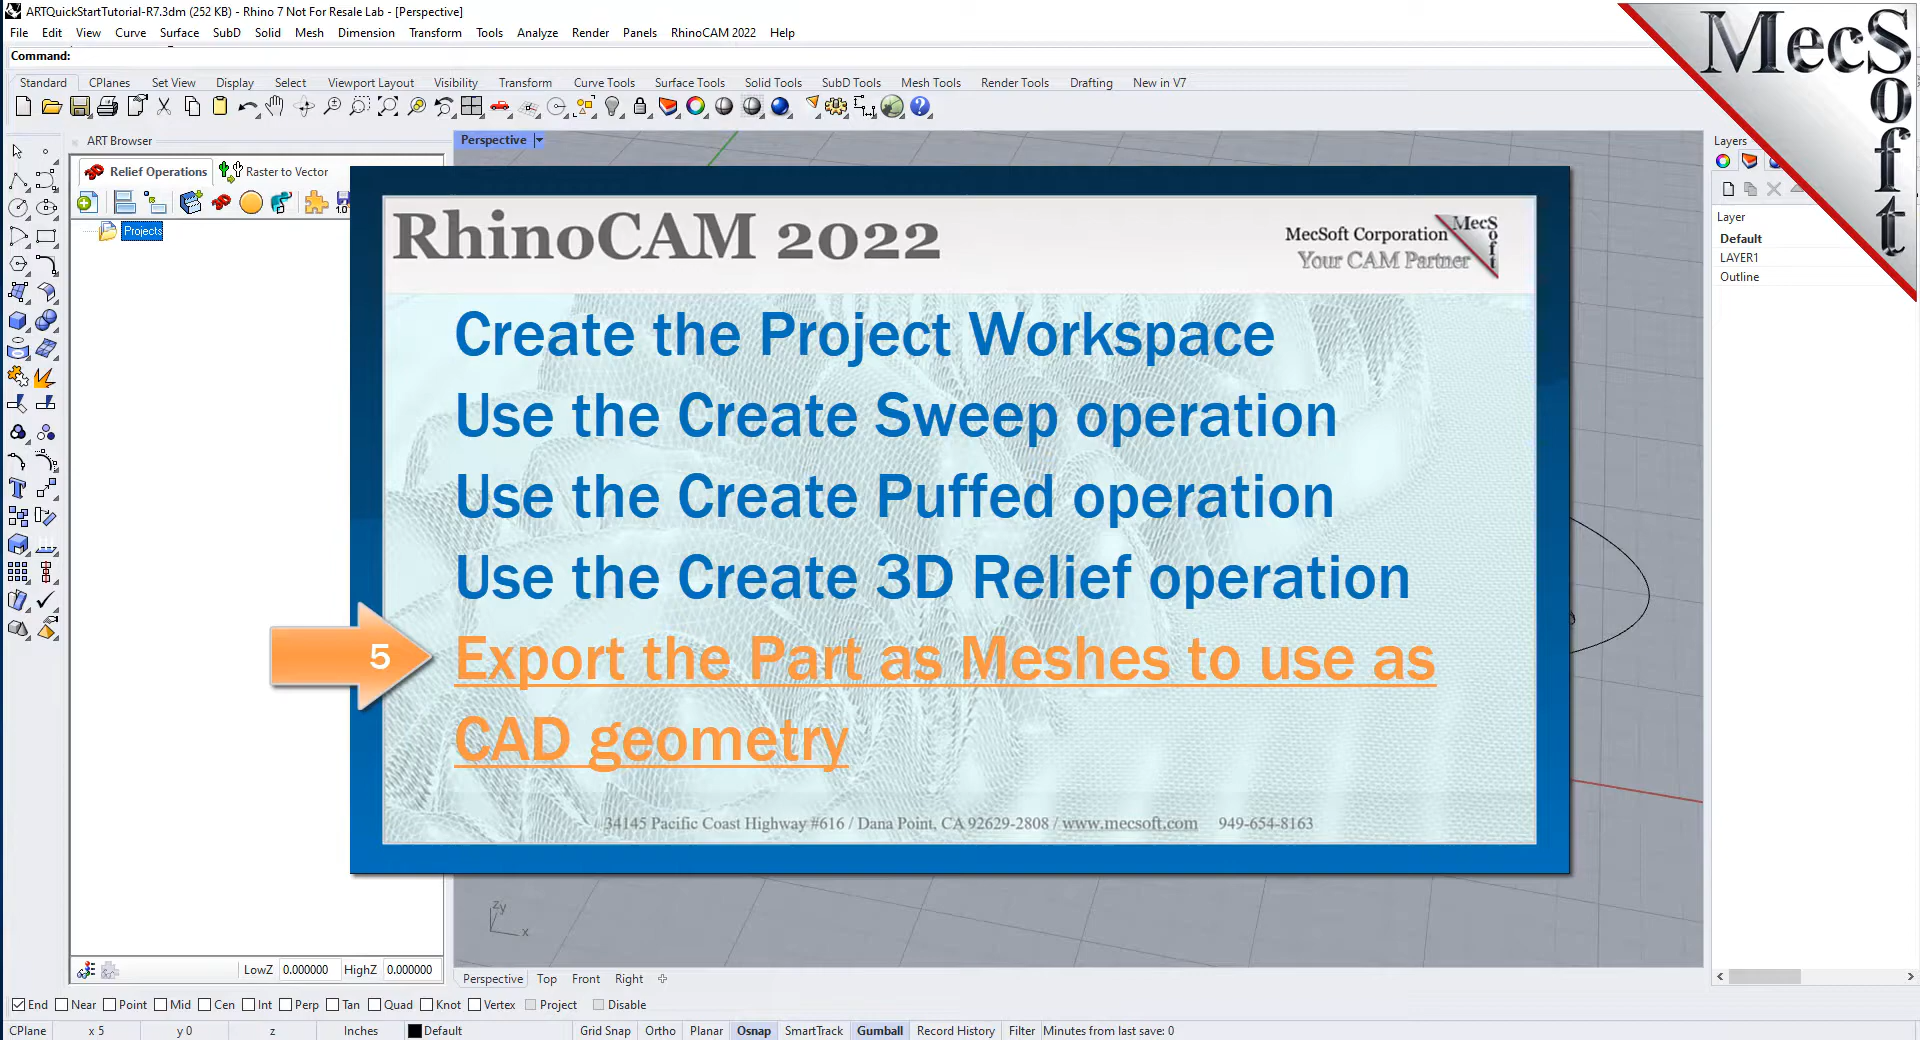 ARTQuickStartTutorial-R7.3dm (252 KB) - Rhino 7 Not For Resale Lab - [Perspective]
File Edit View Curve Surface SubD Solid Mesh Dimension Transform Tools Analyze Render Panels RhinoCAM 2022 Help
Command:
Standard CPlanes Set View Display Select Viewport Layout Visibility Transform Curve Tools Surface Tools Solid Tools SubD Tools Mesh Tools Render Tools Drafting New in V7
MecSoft
ART Browser
Perspective
Layers
Relief Operations Raster to Vector
Projects
Layer
Default
LAYER1
Outline
RhinoCAM 2022
MecSoft Corporation
Your CAM Partner
MecSoft
Create the Project Workspace
Use the Create Sweep operation
Use the Create Puffed operation
Use the Create 3D Relief operation
5
Export the Part as Meshes to use as
CAD geometry
34145 Pacific Coast Highway #616 / Dana Point, CA 92629-2808 / www.mecsoft.com 949-654-8163
z y x
LowZ 0.000000 HighZ 0.000000
Perspective Top Front Right
End Near Point Mid Cen Int Perp Tan Quad Knot Vertex Project Disable
CPlane x 5 y 0 z Inches Default Grid Snap Ortho Planar Osnap SmartTrack Gumball Record History Filter Minutes from last save: 0